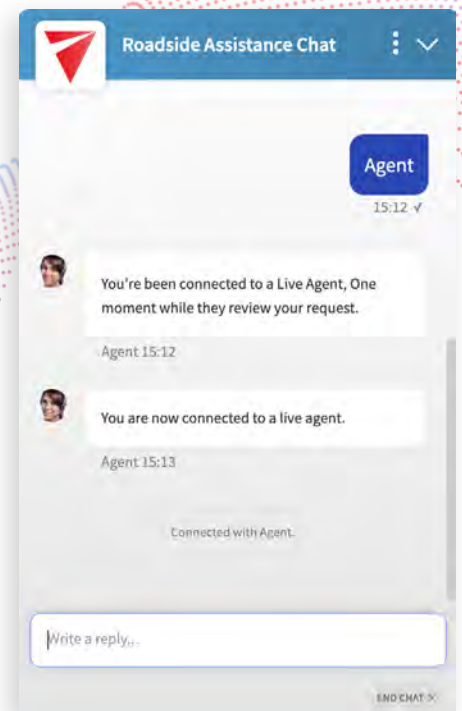 Roadside Assistance Chat
Agent
15:12 ✓
You're been connected to a Live Agent, One
moment while they review your request.
Agent 15:12
You are now connected to a live agent.
Agent 15:13
Connected with Agent.
Write a reply...
END CHAT ×